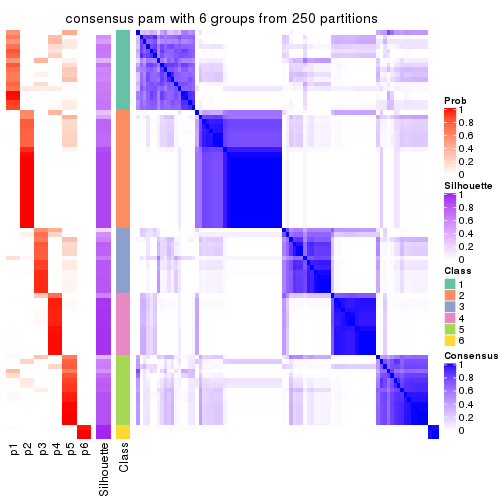 consensus pam with 6 groups from 250 partitions
Prob
1
0.8
0.6
0.4
0.2
0
Silhouette
1
0.8
0.6
0.4
0.2
0
Class
1
2
3
4
5
6
Consensus
1
0.8
0.6
0.4
0.2
0
p1
p2
p3
p4
p5
p6
Silhouette
Class